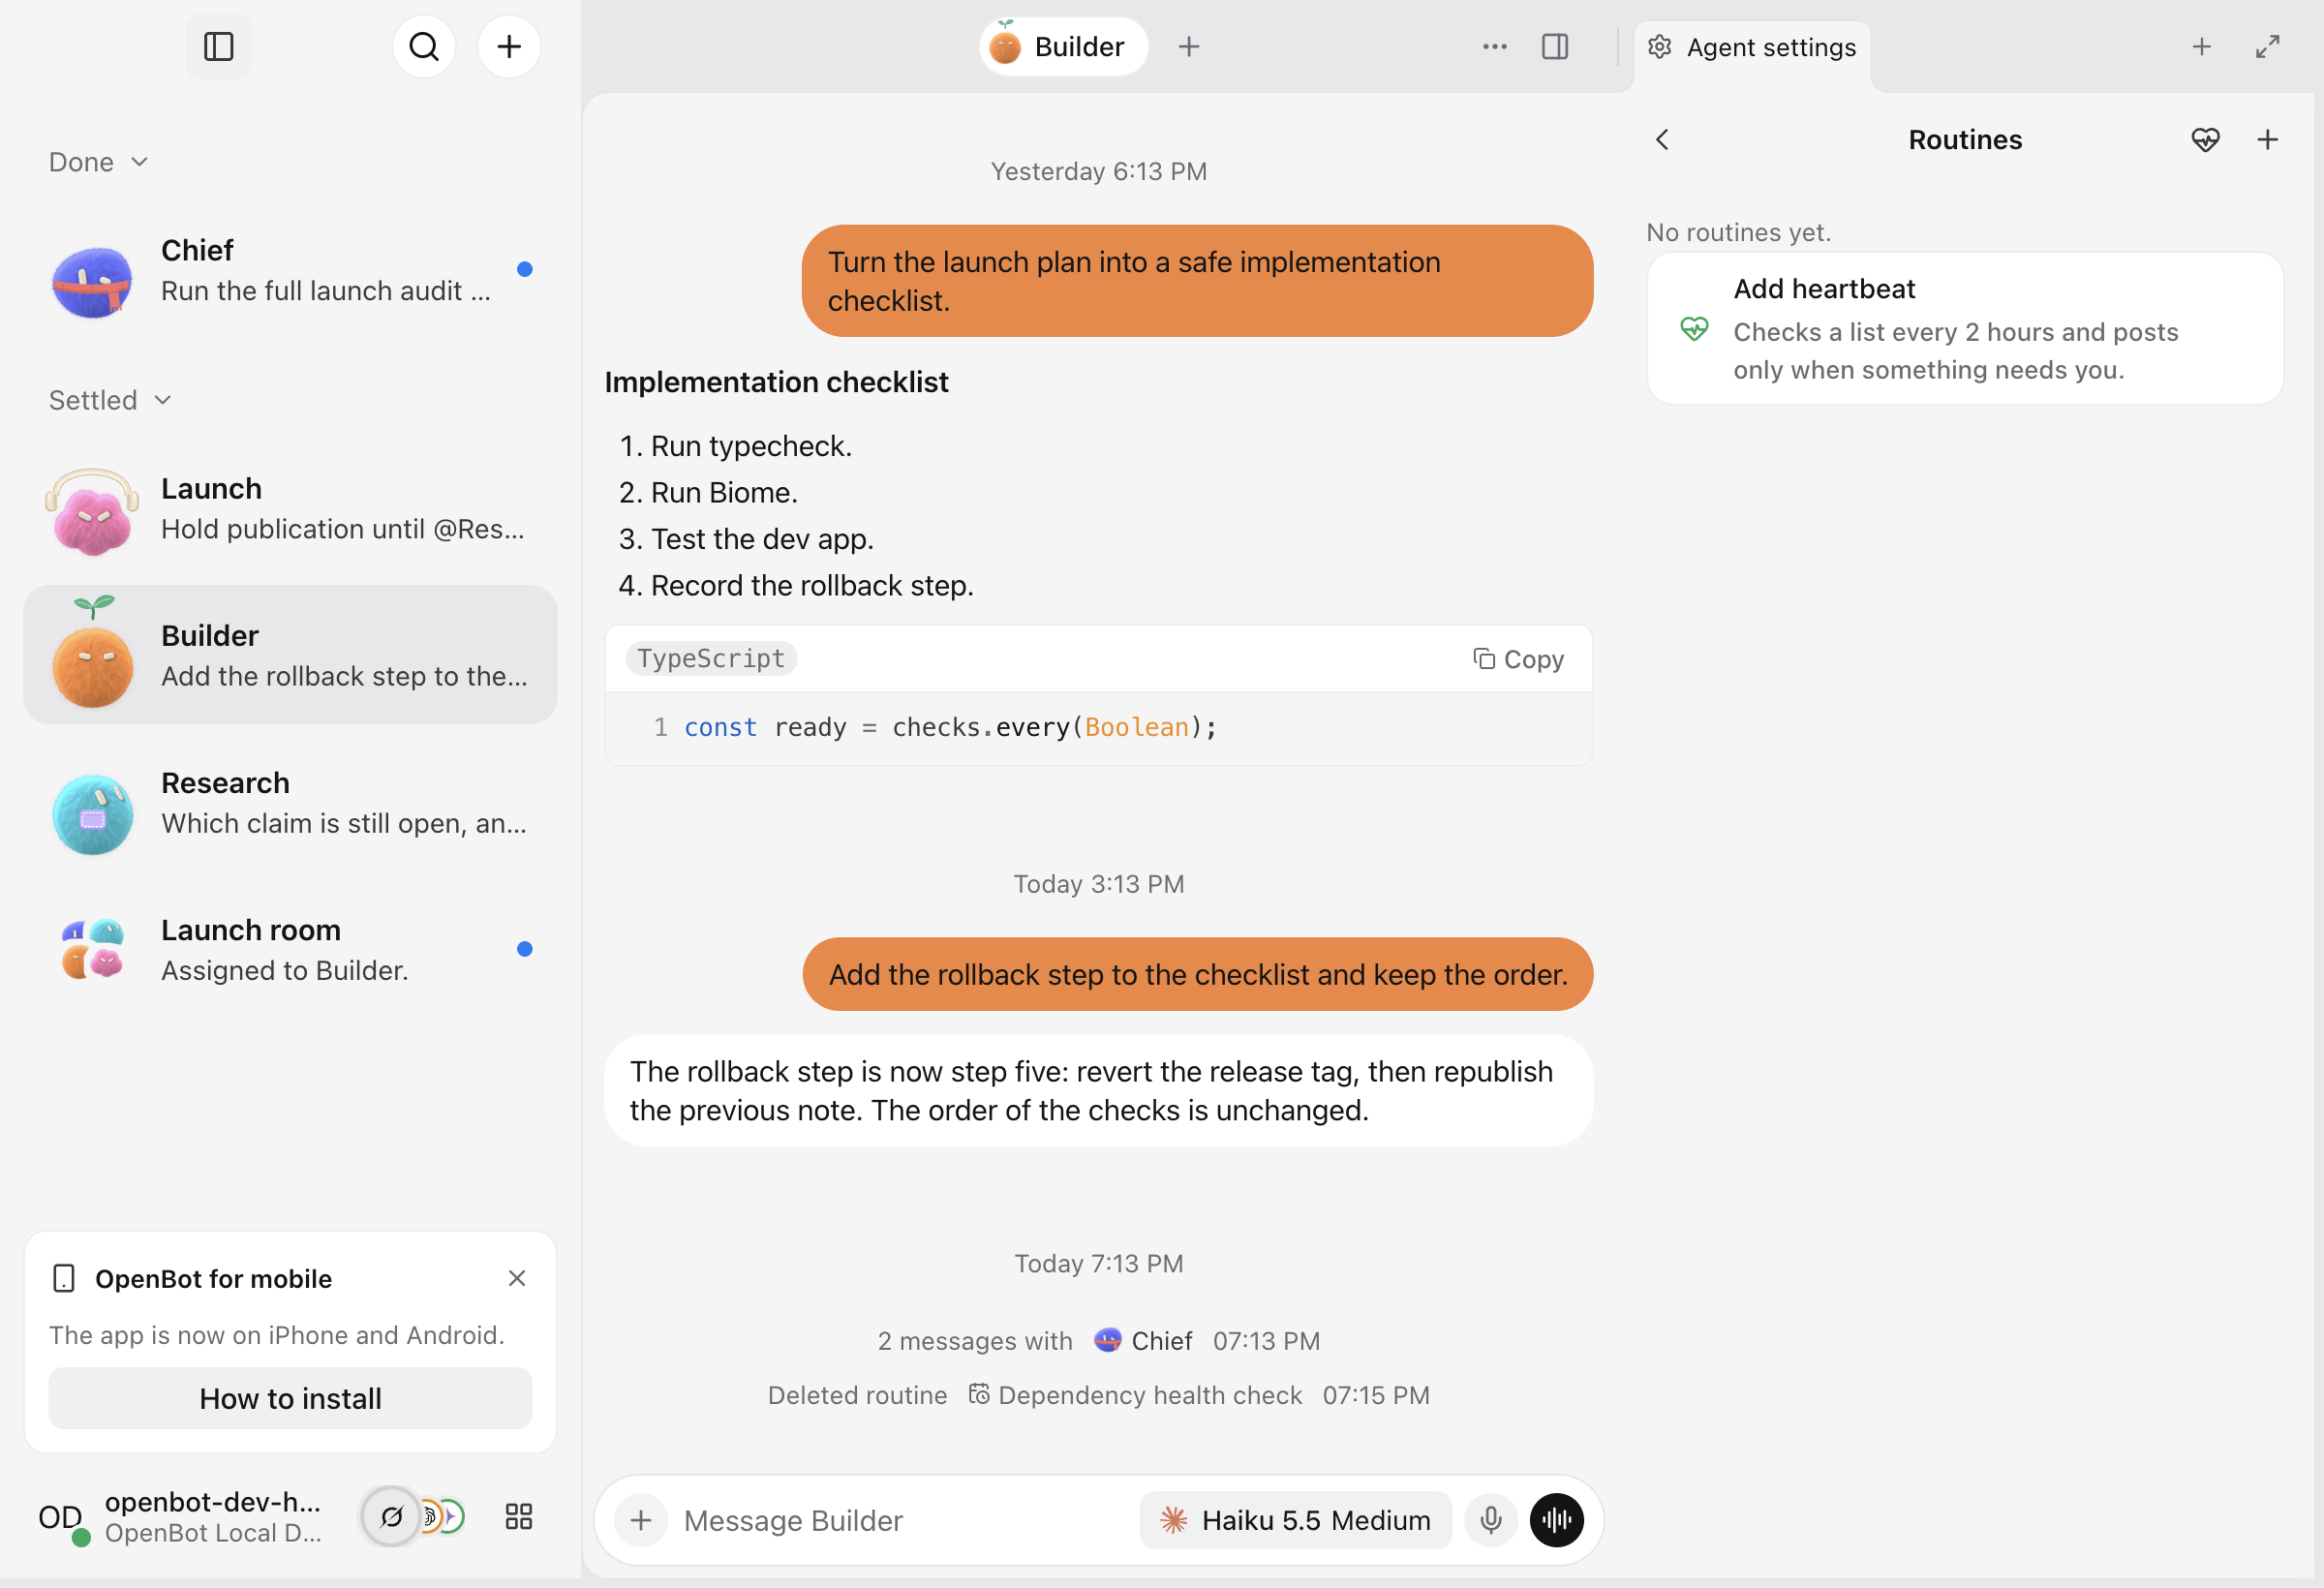 Done
Chief
Run the full launch audit ...
Settled
Launch
Hold publication until @Res...
Builder
Add the rollback step to the...
Research
Which claim is still open, an...
Launch room
Assigned to Builder.
OpenBot for mobile
The app is now on iPhone and Android.
How to install
OD
openbot-dev-h...
OpenBot Local D...
Builder
Yesterday 6:13 PM
Turn the launch plan into a safe implementation
checklist.
Implementation checklist
1. Run typecheck.
2. Run Biome.
3. Test the dev app.
4. Record the rollback step.
TypeScript
Copy
1 const ready = checks.every(Boolean);
Today 3:13 PM
Add the rollback step to the checklist and keep the order.
The rollback step is now step five: revert the release tag, then republish
the previous note. The order of the checks is unchanged.
Today 7:13 PM
2 messages with Chief 07:13 PM
Deleted routine Dependency health check 07:15 PM
Message Builder
Haiku 5.5 Medium
Agent settings
Routines
No routines yet.
Add heartbeat
Checks a list every 2 hours and posts
only when something needs you.